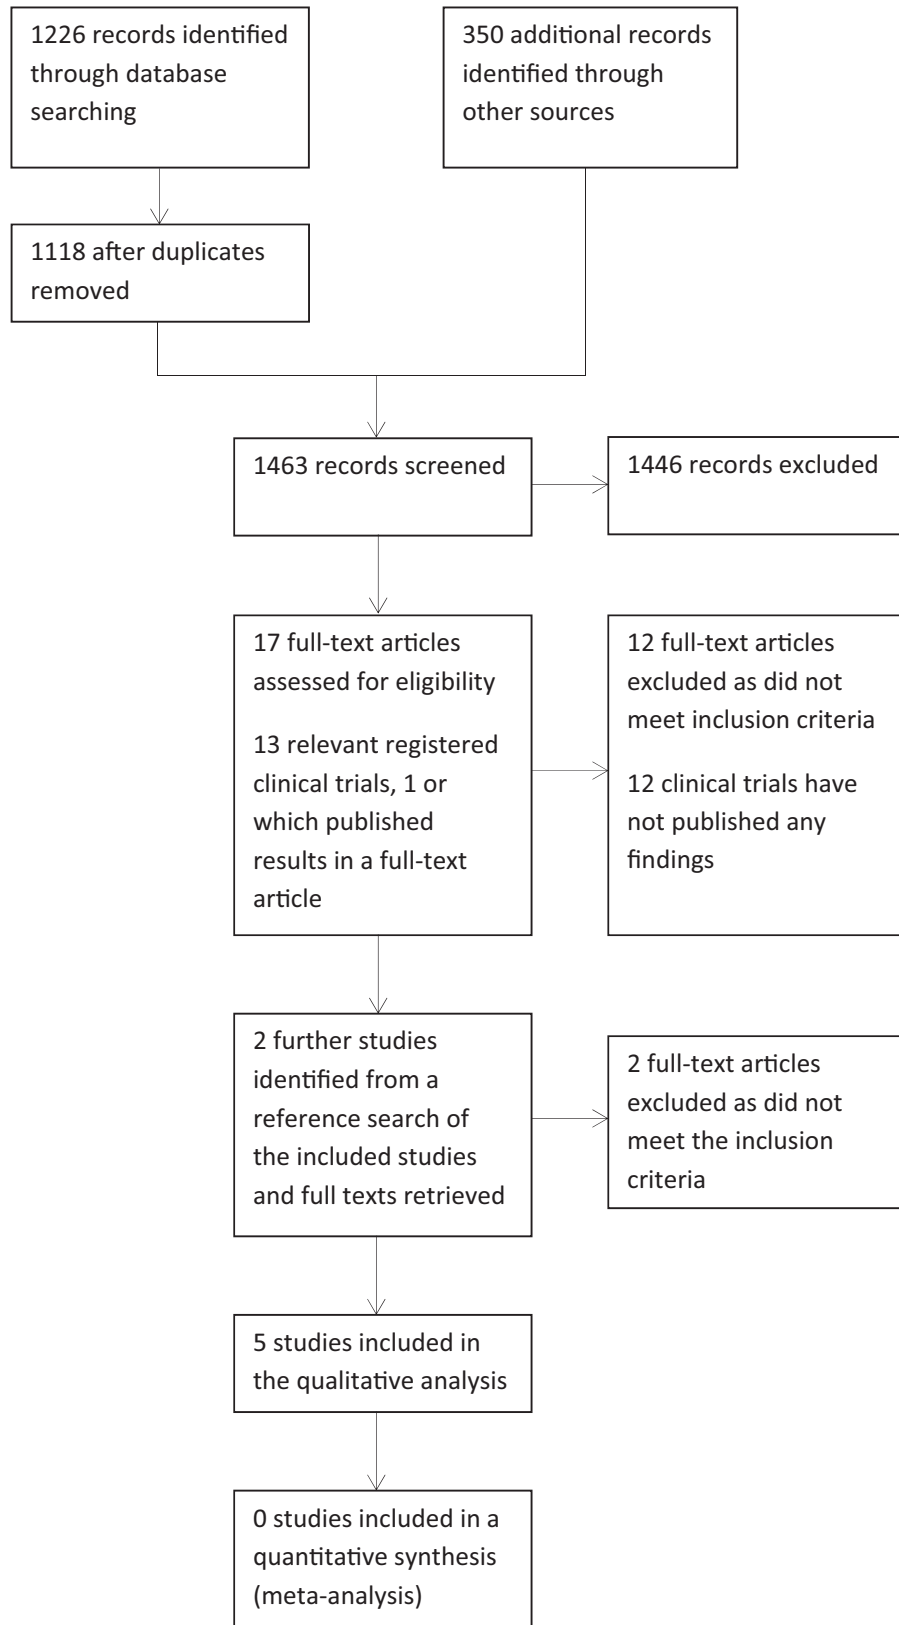 1226 records identified
through database
searching
350 additional records
identified through
other sources
1118 after duplicates
removed
1463 records screened
1446 records excluded
17 full-text articles
assessed for eligibility
13 relevant registered
clinical trials, 1 or
which published
results in a full-text
article
12 full-text articles
excluded as did not
meet inclusion criteria
12 clinical trials have
not published any
findings
2 further studies
identified from a
reference search of
the included studies
and full texts retrieved
2 full-text articles
excluded as did not
meet the inclusion
criteria
5 studies included in
the qualitative analysis
0 studies included in a
quantitative synthesis
(meta-analysis)